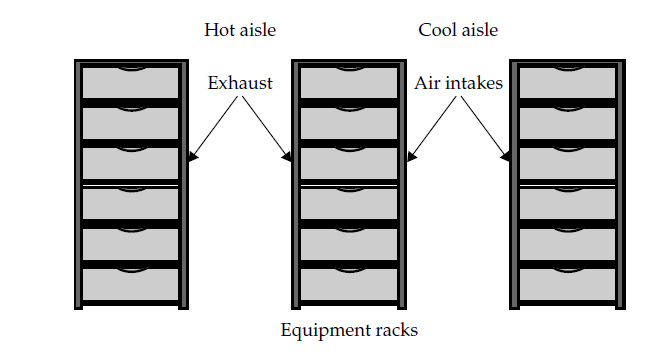 Hot aisle
Cool aisle
Exhaust
Air intakes
Equipment racks